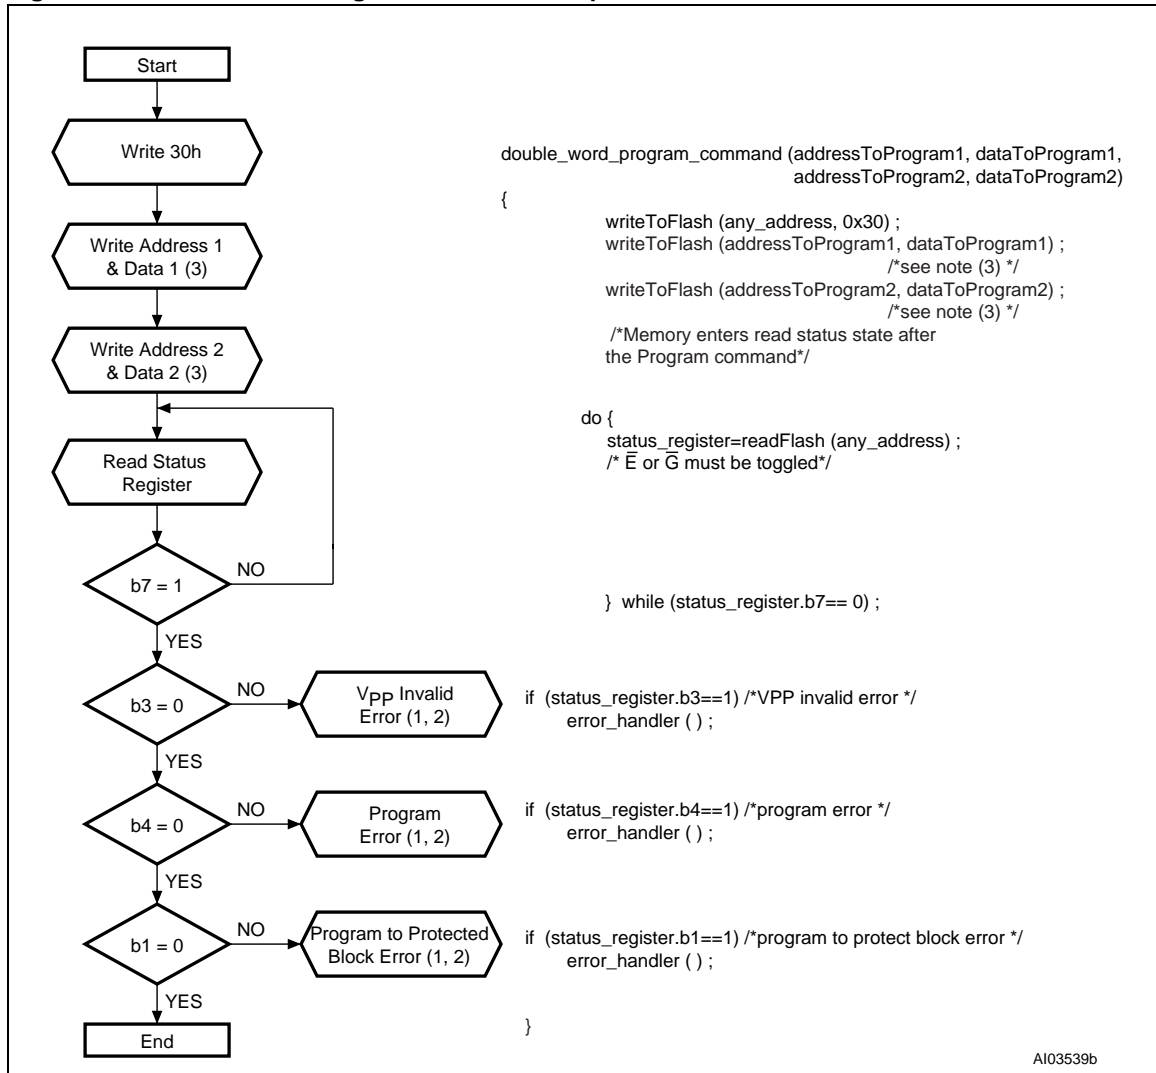 Start
Write 30h
Write Address 1
& Data 1 (3)
Write Address 2
& Data 2 (3)
Read Status
Register
b7 = 1
NO
YES
b3 = 0
NO
VPP Invalid
Error (1, 2)
YES
b4 = 0
NO
Program
Error (1, 2)
YES
b1 = 0
NO
Program to Protected
Block Error (1, 2)
YES
End
double_word_program_command (addressToProgram1, dataToProgram1,
addressToProgram2, dataToProgram2)
{
writeToFlash (any_address, 0x30) ;
writeToFlash (addressToProgram1, dataToProgram1) ;
/*see note (3) */
writeToFlash (addressToProgram2, dataToProgram2) ;
/*see note (3) */
/*Memory enters read status state after
the Program command*/
do {
status_register=readFlash (any_address) ;
/* E̅ or G̅ must be toggled*/
} while (status_register.b7== 0) ;
if (status_register.b3==1) /*VPP invalid error */
error_handler ( ) ;
if (status_register.b4==1) /*program error */
error_handler ( ) ;
if (status_register.b1==1) /*program to protect block error */
error_handler ( ) ;
}
AI03539b